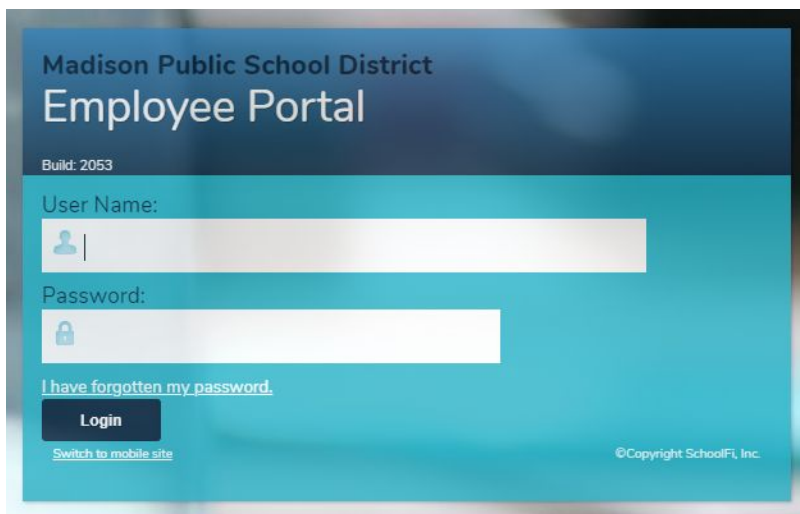 Madison Public School District
Employee Portal
Build: 2053
User Name:
Password:
I have forgotten my password.
Login
Switch to mobile site
©Copyright SchoolFi, Inc.